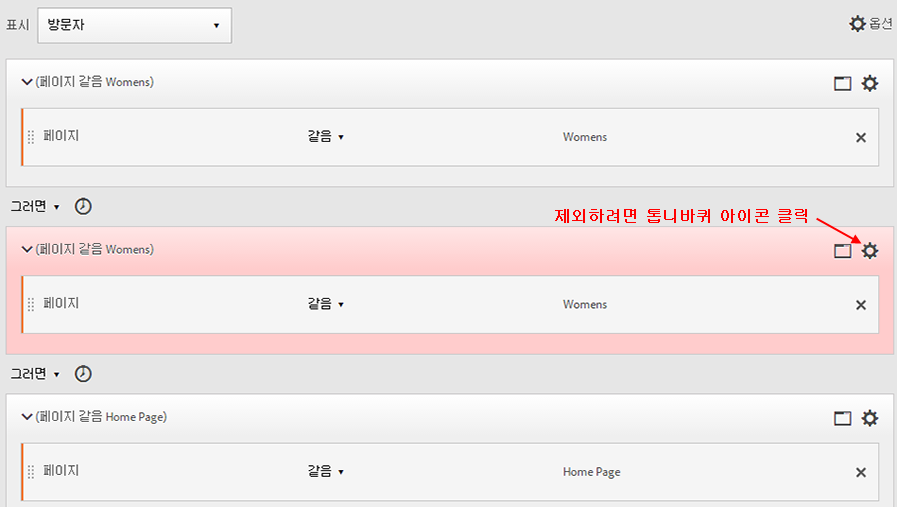 표시 방문자 옵션
(페이지 같음 Womens)
페이지 같음 Womens
그러면
제외하려면 톱니바퀴 아이콘 클릭
(페이지 같음 Womens)
페이지 같음 Womens
그러면
(페이지 같음 Home Page)
페이지 같음 Home Page